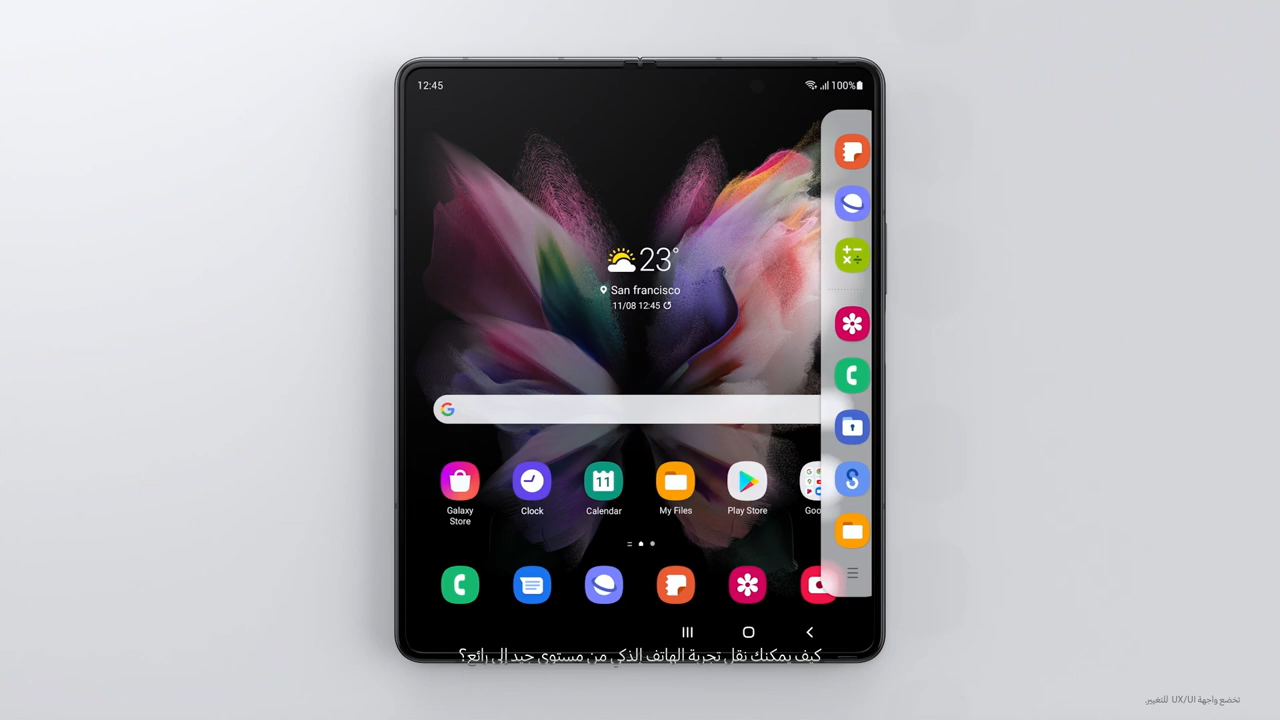 12:45
100%
23°
San francisco
11/08 12:45
Galaxy Store
Clock
11
Calendar
My Files
Play Store
Goo
كيف يمكنك نقل تجربة الهاتف الذكي من مستوى جيد إلى رائع؟
تخضع واجهة UX/UI للتغيير.